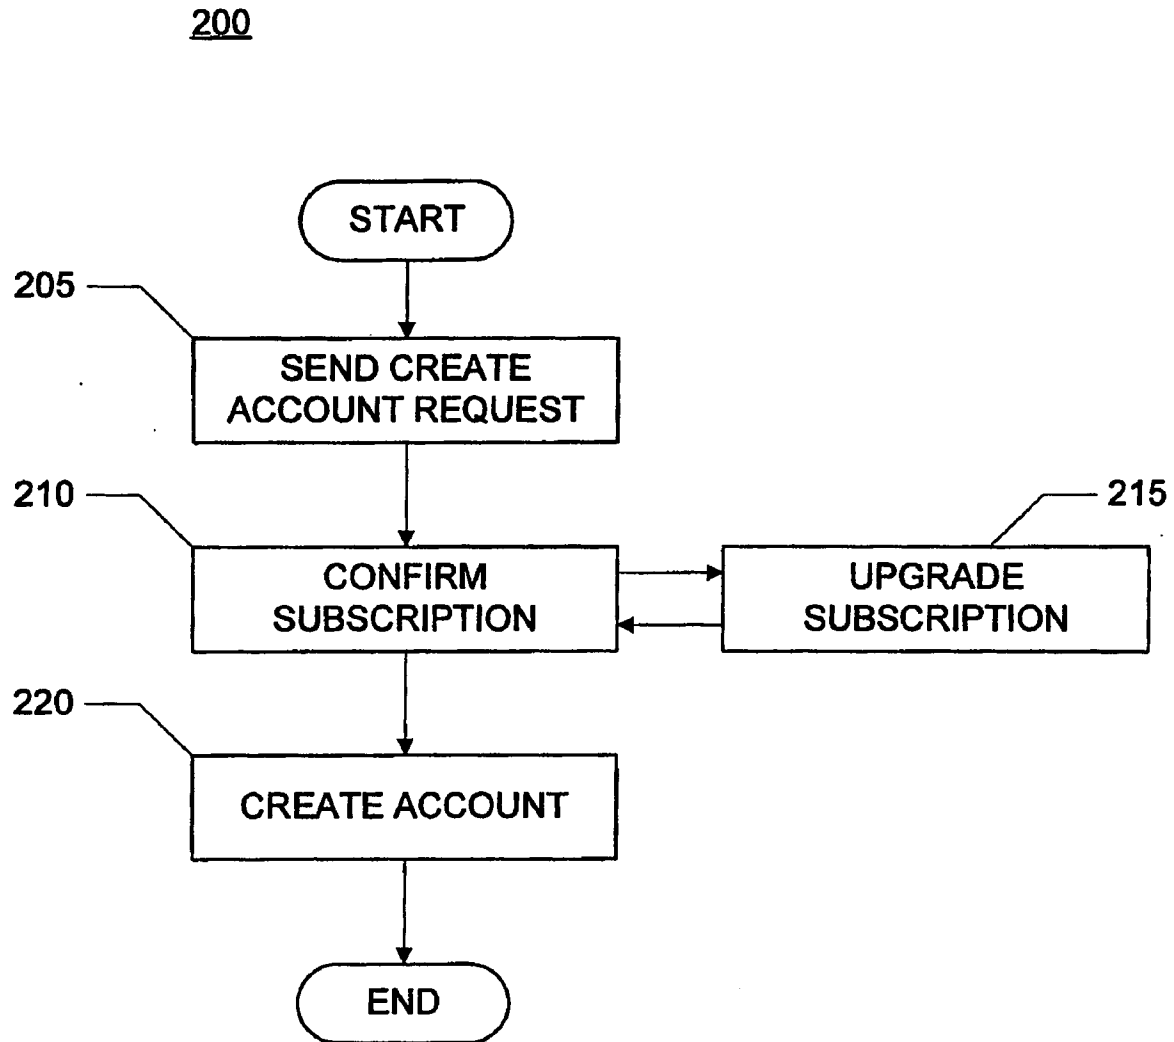 200
START
205
SEND CREATE
ACCOUNT REQUEST
210
CONFIRM
SUBSCRIPTION
215
UPGRADE
SUBSCRIPTION
220
CREATE ACCOUNT
END